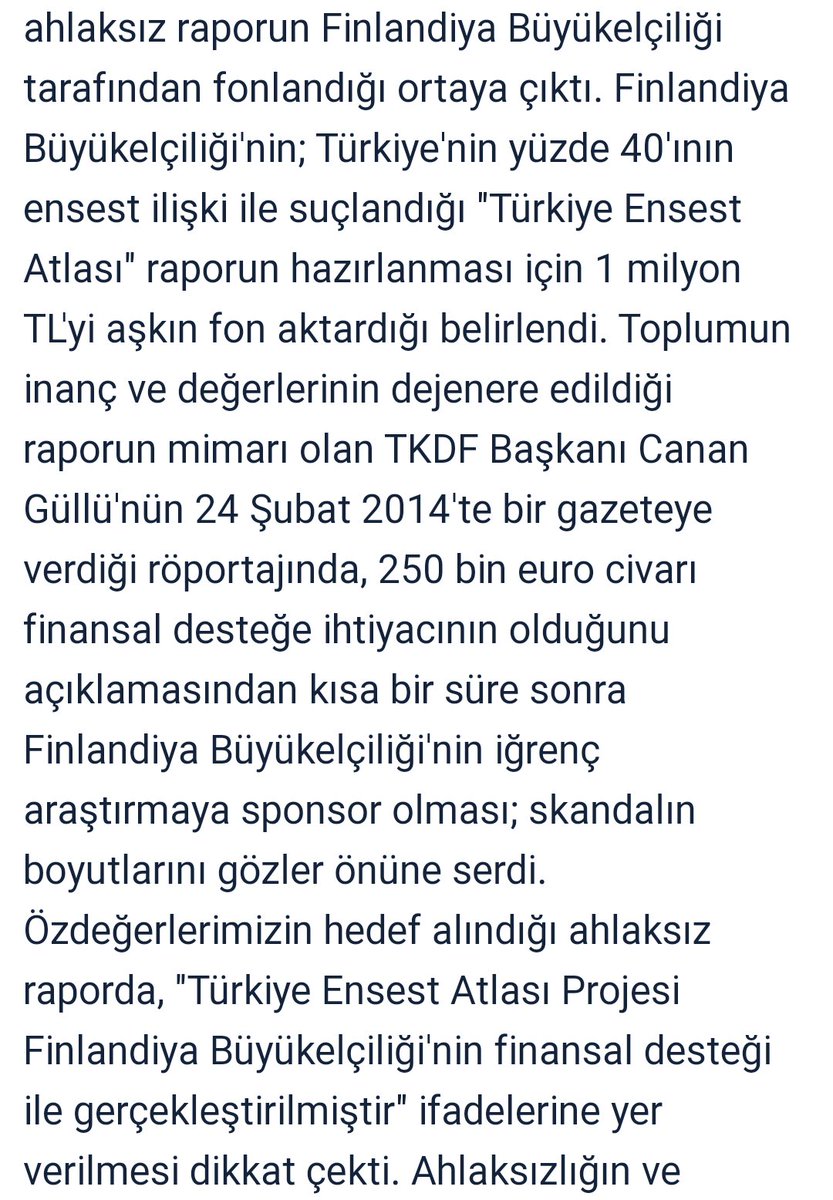 ahlaksız raporun Finlandiya Büyükelçiliği
tarafından fonlandığı ortaya çıktı. Finlandiya
Büyükelçiliği'nin; Türkiye'nin yüzde 40'ının
ensest ilişki ile suçlandığı "Türkiye Ensest
Atlası" raporun hazırlanması için 1 milyon
TL'yi aşkın fon aktardığı belirlendi. Toplumun
inanç ve değerlerinin dejenere edildiği
raporun mimarı olan TKDF Başkanı Canan
Güllü'nün 24 Şubat 2014'te bir gazeteye
verdiği röportajında, 250 bin euro civarı
finansal desteğe ihtiyacının olduğunu
açıklamasından kısa bir süre sonra
Finlandiya Büyükelçiliği'nin iğrenç
araştırmaya sponsor olması; skandalın
boyutlarını gözler önüne serdi.
Özdeğerlerimizin hedef alındığı ahlaksız
raporda, "Türkiye Ensest Atlası Projesi
Finlandiya Büyükelçiliği'nin finansal desteği
ile gerçekleştirilmiştir" ifadelerine yer
verilmesi dikkat çekti. Ahlaksızlığın ve